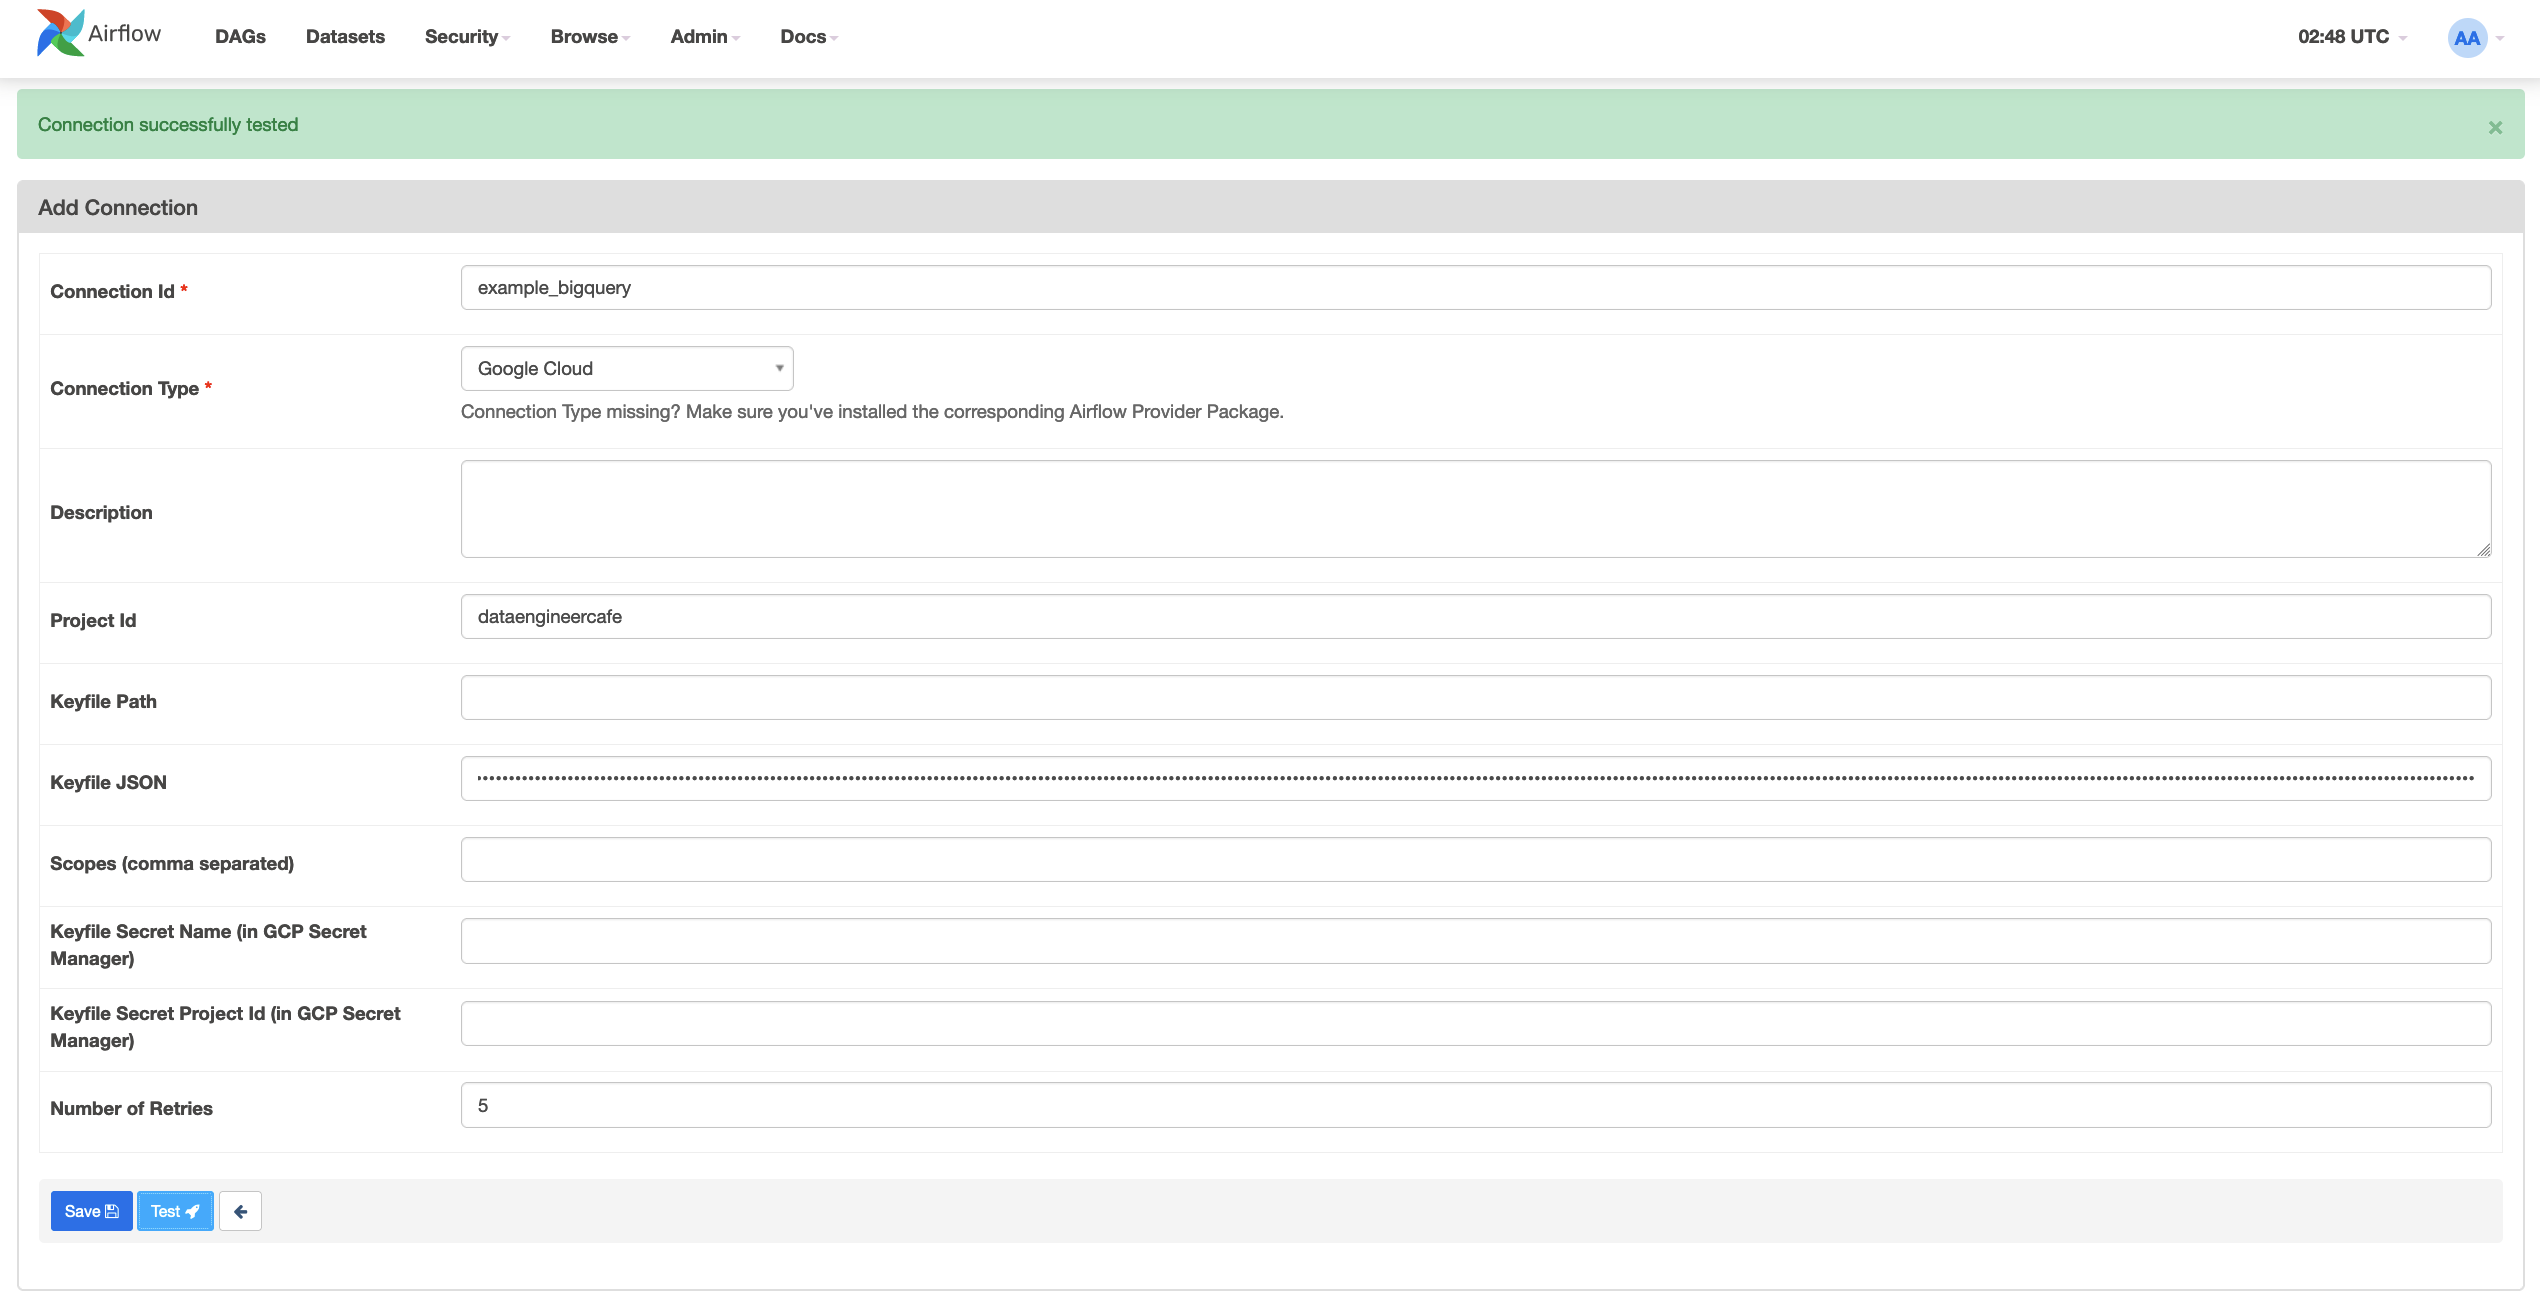 Airflow DAGs Datasets Security Browse Admin Docs 02:48 UTC AA
Connection successfully tested ×
Add Connection
Connection Id * example_bigquery
Connection Type * Google Cloud
Connection Type missing? Make sure you've installed the corresponding Airflow Provider Package.
Description
Project Id dataengineercafe
Keyfile Path
Keyfile JSON
Scopes (comma separated)
Keyfile Secret Name (in GCP Secret
Manager)
Keyfile Secret Project Id (in GCP Secret
Manager)
Number of Retries 5
Save Test